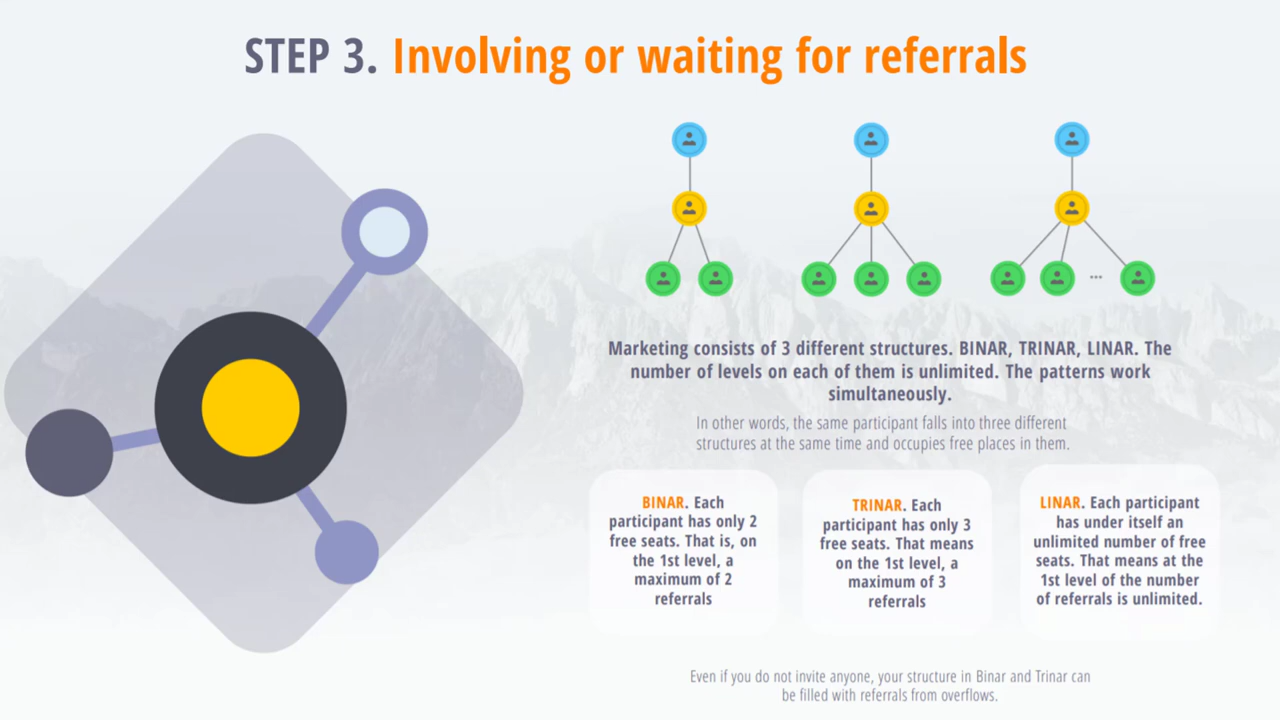 STEP 3. Involving or waiting for referrals
Marketing consists of 3 different structures. BINAR, TRINAR, LINAR. The
number of levels on each of them is unlimited. The patterns work
simultaneously.
In other words, the same participant falls into three different
structures at the same time and occupies free places in them.
BINAR. Each
participant has only 2
free seats. That is, on
the 1st level, a
maximum of 2
referrals
TRINAR. Each
participant has only 3
free seats. That means
on the 1st level, a
maximum of 3
referrals
LINAR. Each participant
has under itself an
unlimited number of free
seats. That means at the
1st level of the number
of referrals is unlimited.
Even if you do not invite anyone, your structure in Binar and Trinar can
be filled with referrals from overflows.